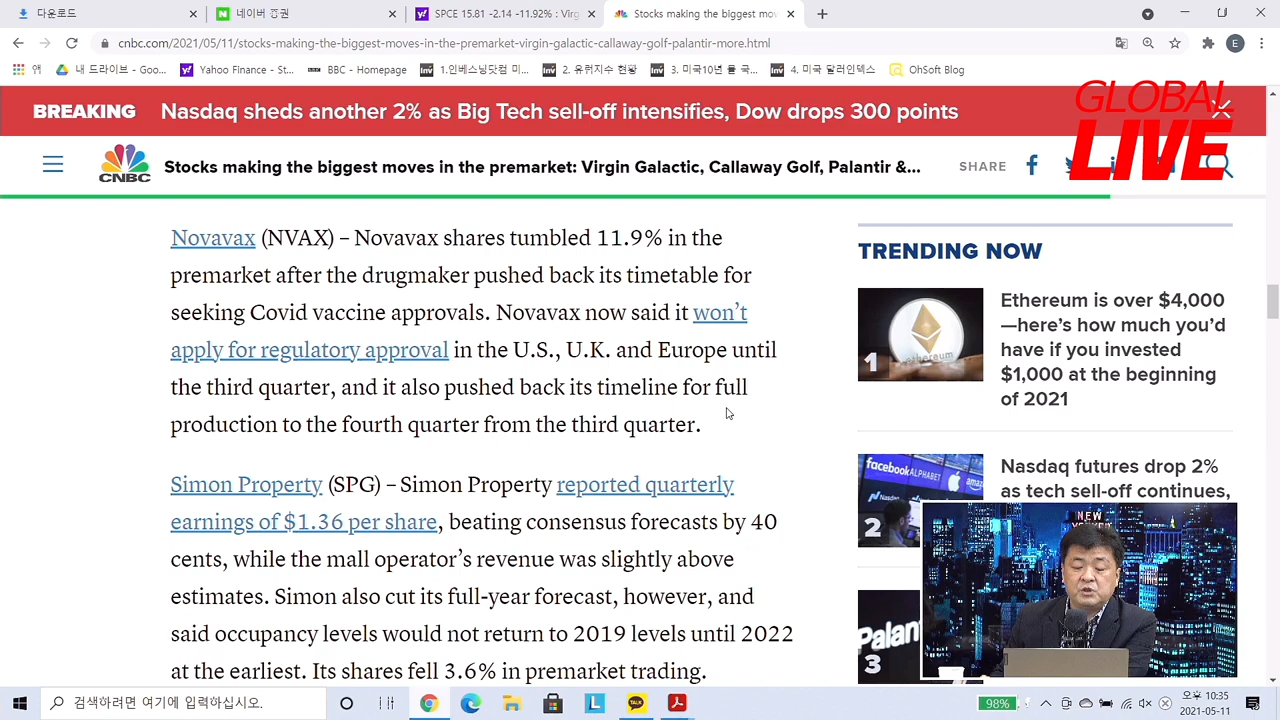 다운로드
네이버 증권
SPCE 15.81 -2.14 -11.92% : Virg
Stocks making the biggest mov
cnbc.com/2021/05/11/stocks-making-the-biggest-moves-in-the-premarket-virgin-galactic-callaway-golf-palantir-more.html
E
앱
내 드라이브 - Goo...
Yahoo Finance - St...
BBC - Homepage
1.인베스닝닷컴 미...
2. 유런지수 현황
3. 미국10년 물 국...
4. 미국 달러인덱스
OhSoft Blog
BREAKING
Nasdaq sheds another 2% as Big Tech sell-off intensifies, Dow drops 300 points
GLOBAL
LIVE
CNBC
Stocks making the biggest moves in the premarket: Virgin Galactic, Callaway Golf, Palantir &...
SHARE
Novavax (NVAX) – Novavax shares tumbled 11.9% in the
premarket after the drugmaker pushed back its timetable for
seeking Covid vaccine approvals. Novavax now said it won't
apply for regulatory approval in the U.S., U.K. and Europe until
the third quarter, and it also pushed back its timeline for full
production to the fourth quarter from the third quarter.
Simon Property (SPG) – Simon Property reported quarterly
earnings of $1.36 per share, beating consensus forecasts by 40
cents, while the mall operator's revenue was slightly above
estimates. Simon also cut its full-year forecast, however, and
said occupancy levels would not return to 2019 levels until 2022
at the earliest. Its shares fell 3.6% in premarket trading.
TRENDING NOW
1
Ethereum is over $4,000
—here's how much you'd
have if you invested
$1,000 at the beginning
of 2021
2
Nasdaq futures drop 2%
as tech sell-off continues,
3
Palant
NEW
검색하려면 여기에 입력하십시오.
TALK
98%
오후 10:35
2021-05-11